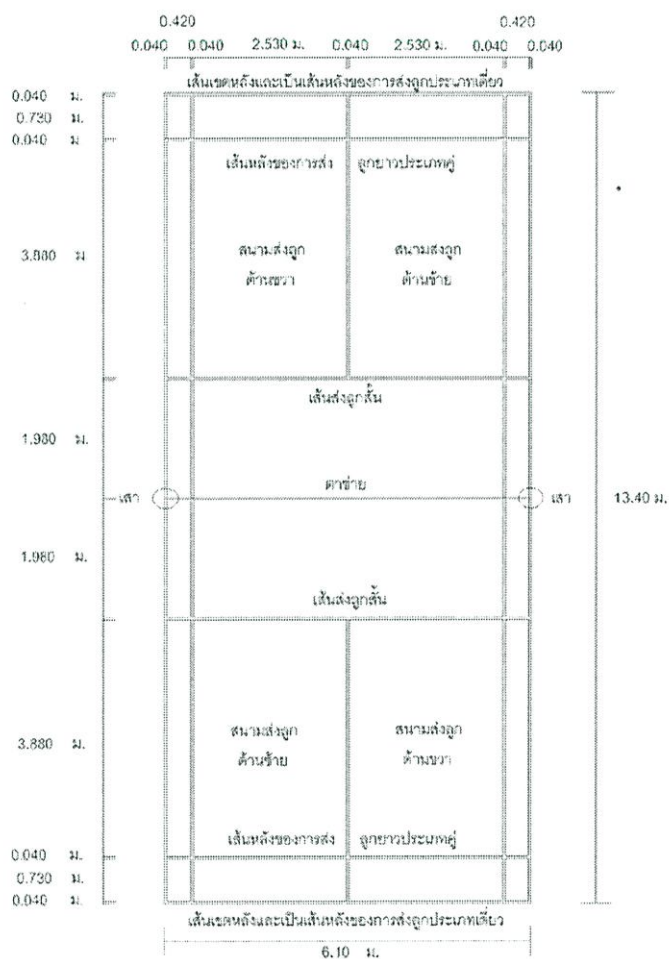 0.420 0.420
0.040 0.040 2.530 ม. 0.040 2.530 ม. 0.040 0.040
เส้นเขตหลังและเป็นเส้นหลังของการส่งลูกประเภทเดี่ยว
0.040 ม.
0.730 ม.
0.040 ม
เส้นหลังของการส่ง ลูกยาวประเภทคู่
3.880 ม
สนามส่งลูก สนามส่งลูก
ด้านขวา ด้านซ้าย
เส้นส่งลูกสั้น
1.980 ม.
ตาข่าย
เสา เสา 13.40 ม.
1.980 ม.
เส้นส่งลูกสั้น
3.880 ม.
สนามส่งลูก สนามส่งลูก
ด้านซ้าย ด้านขวา
เส้นหลังของการส่ง ลูกยาวประเภทคู่
0.040 ม.
0.730 ม.
0.040 ม.
เส้นเขตหลังและเป็นเส้นหลังของการส่งลูกประเภทเดี่ยว
6.10 ม.